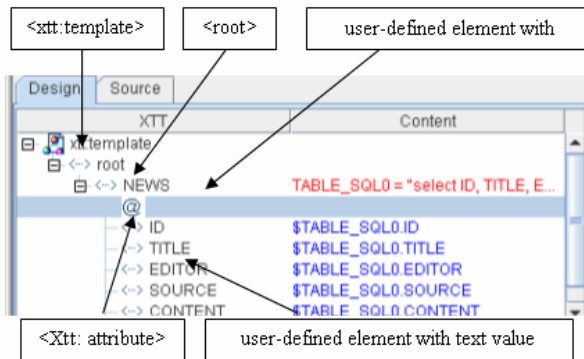 <xtt:template>
<root>
user-defined element with
Design
Source
XTT
Content
xtt:template
root
NEWS
TABLE_SQL0 = "select ID, TITLE, E...
@
ID
$TABLE_SQL0.ID
TITLE
$TABLE_SQL0.TITLE
EDITOR
$TABLE_SQL0.EDITOR
SOURCE
$TABLE_SQL0.SOURCE
CONTENT
$TABLE_SQL0.CONTENT
<Xtt: attribute>
user-defined element with text value